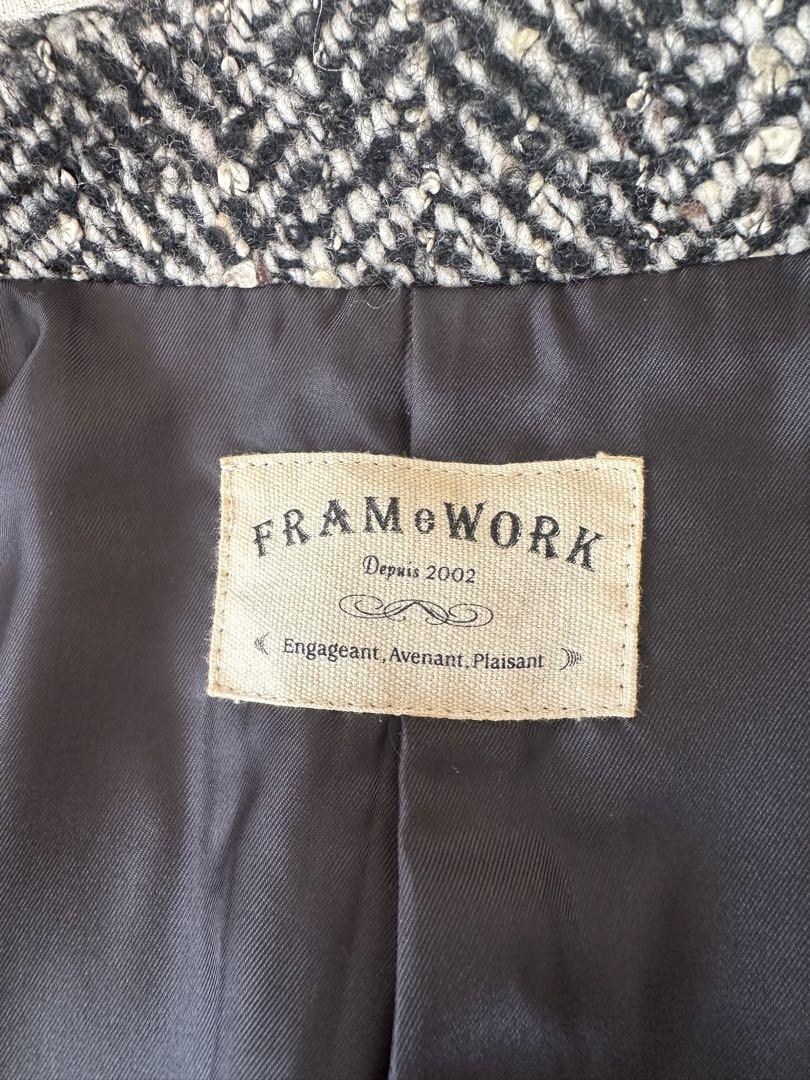 FRAMeWORK
Depuis 2002
Engageant, Avenant, Plaisant